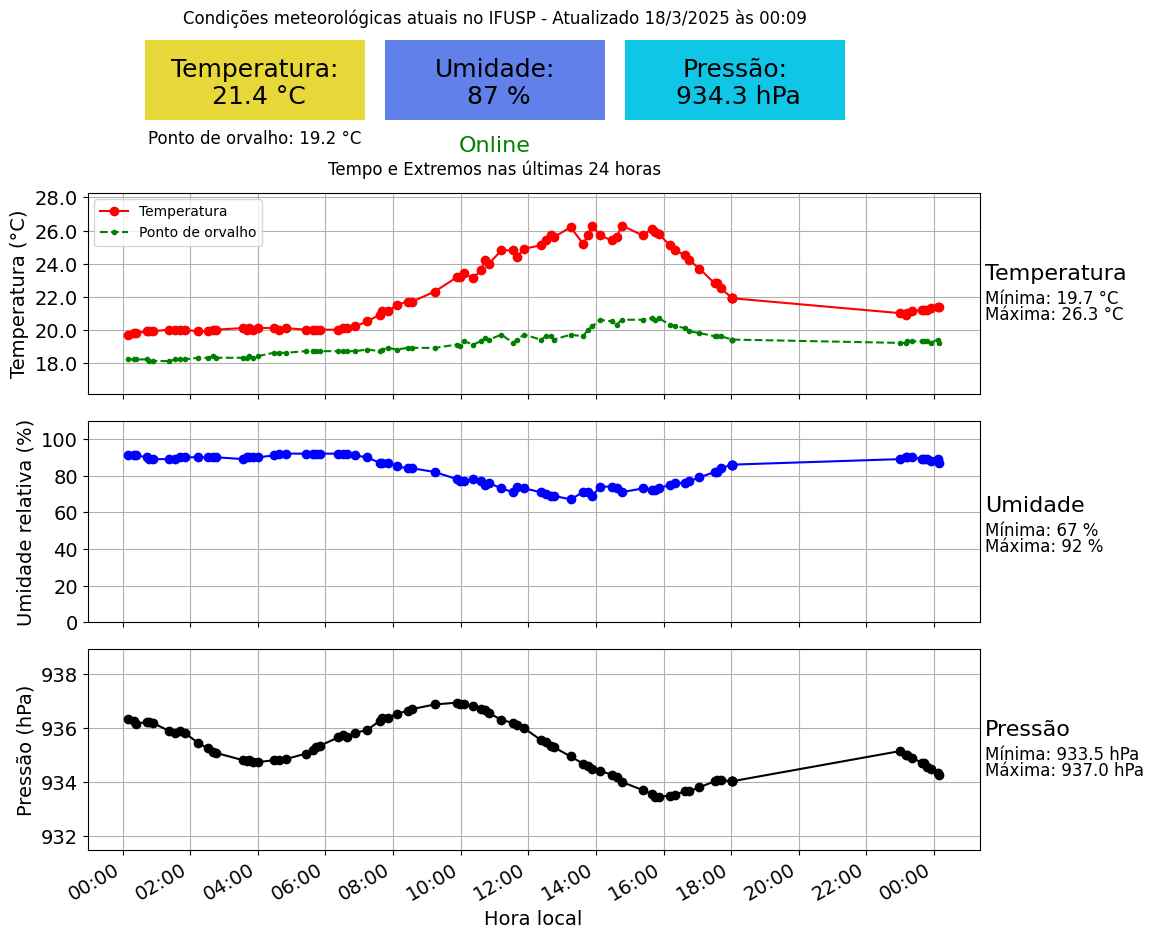 Condições meteorológicas atuais no IFUSP - Atualizado 18/3/2025 às 00:09
Temperatura:
21.4 °C
Umidade:
87 %
Pressão:
934.3 hPa
Ponto de orvalho: 19.2 °C
Online
Tempo e Extremos nas últimas 24 horas
Temperatura (°C)
28.0
26.0
24.0
22.0
20.0
18.0
Temperatura
Ponto de orvalho
Temperatura
Mínima: 19.7 °C
Máxima: 26.3 °C
Umidade relativa (%)
100
80
60
40
20
0
Umidade
Mínima: 67 %
Máxima: 92 %
Pressão (hPa)
938
936
934
932
Pressão
Mínima: 933.5 hPa
Máxima: 937.0 hPa
00:00
02:00
04:00
06:00
08:00
10:00
12:00
14:00
16:00
18:00
20:00
22:00
00:00
Hora local